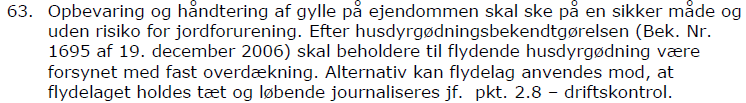 63. Opbevaring og håndtering af gylle på ejendommen skal ske på en sikker måde og
uden risiko for jordforurening. Efter husdyrgødningsbekendtgørelsen (Bek. Nr.
1695 af 19. december 2006) skal beholdere til flydende husdyrgødning være
forsynet med fast overdækning. Alternativ kan flydelag anvendes mod, at
flydelaget holdes tæt og løbende journaliseres jf. pkt. 2.8 – driftskontrol.